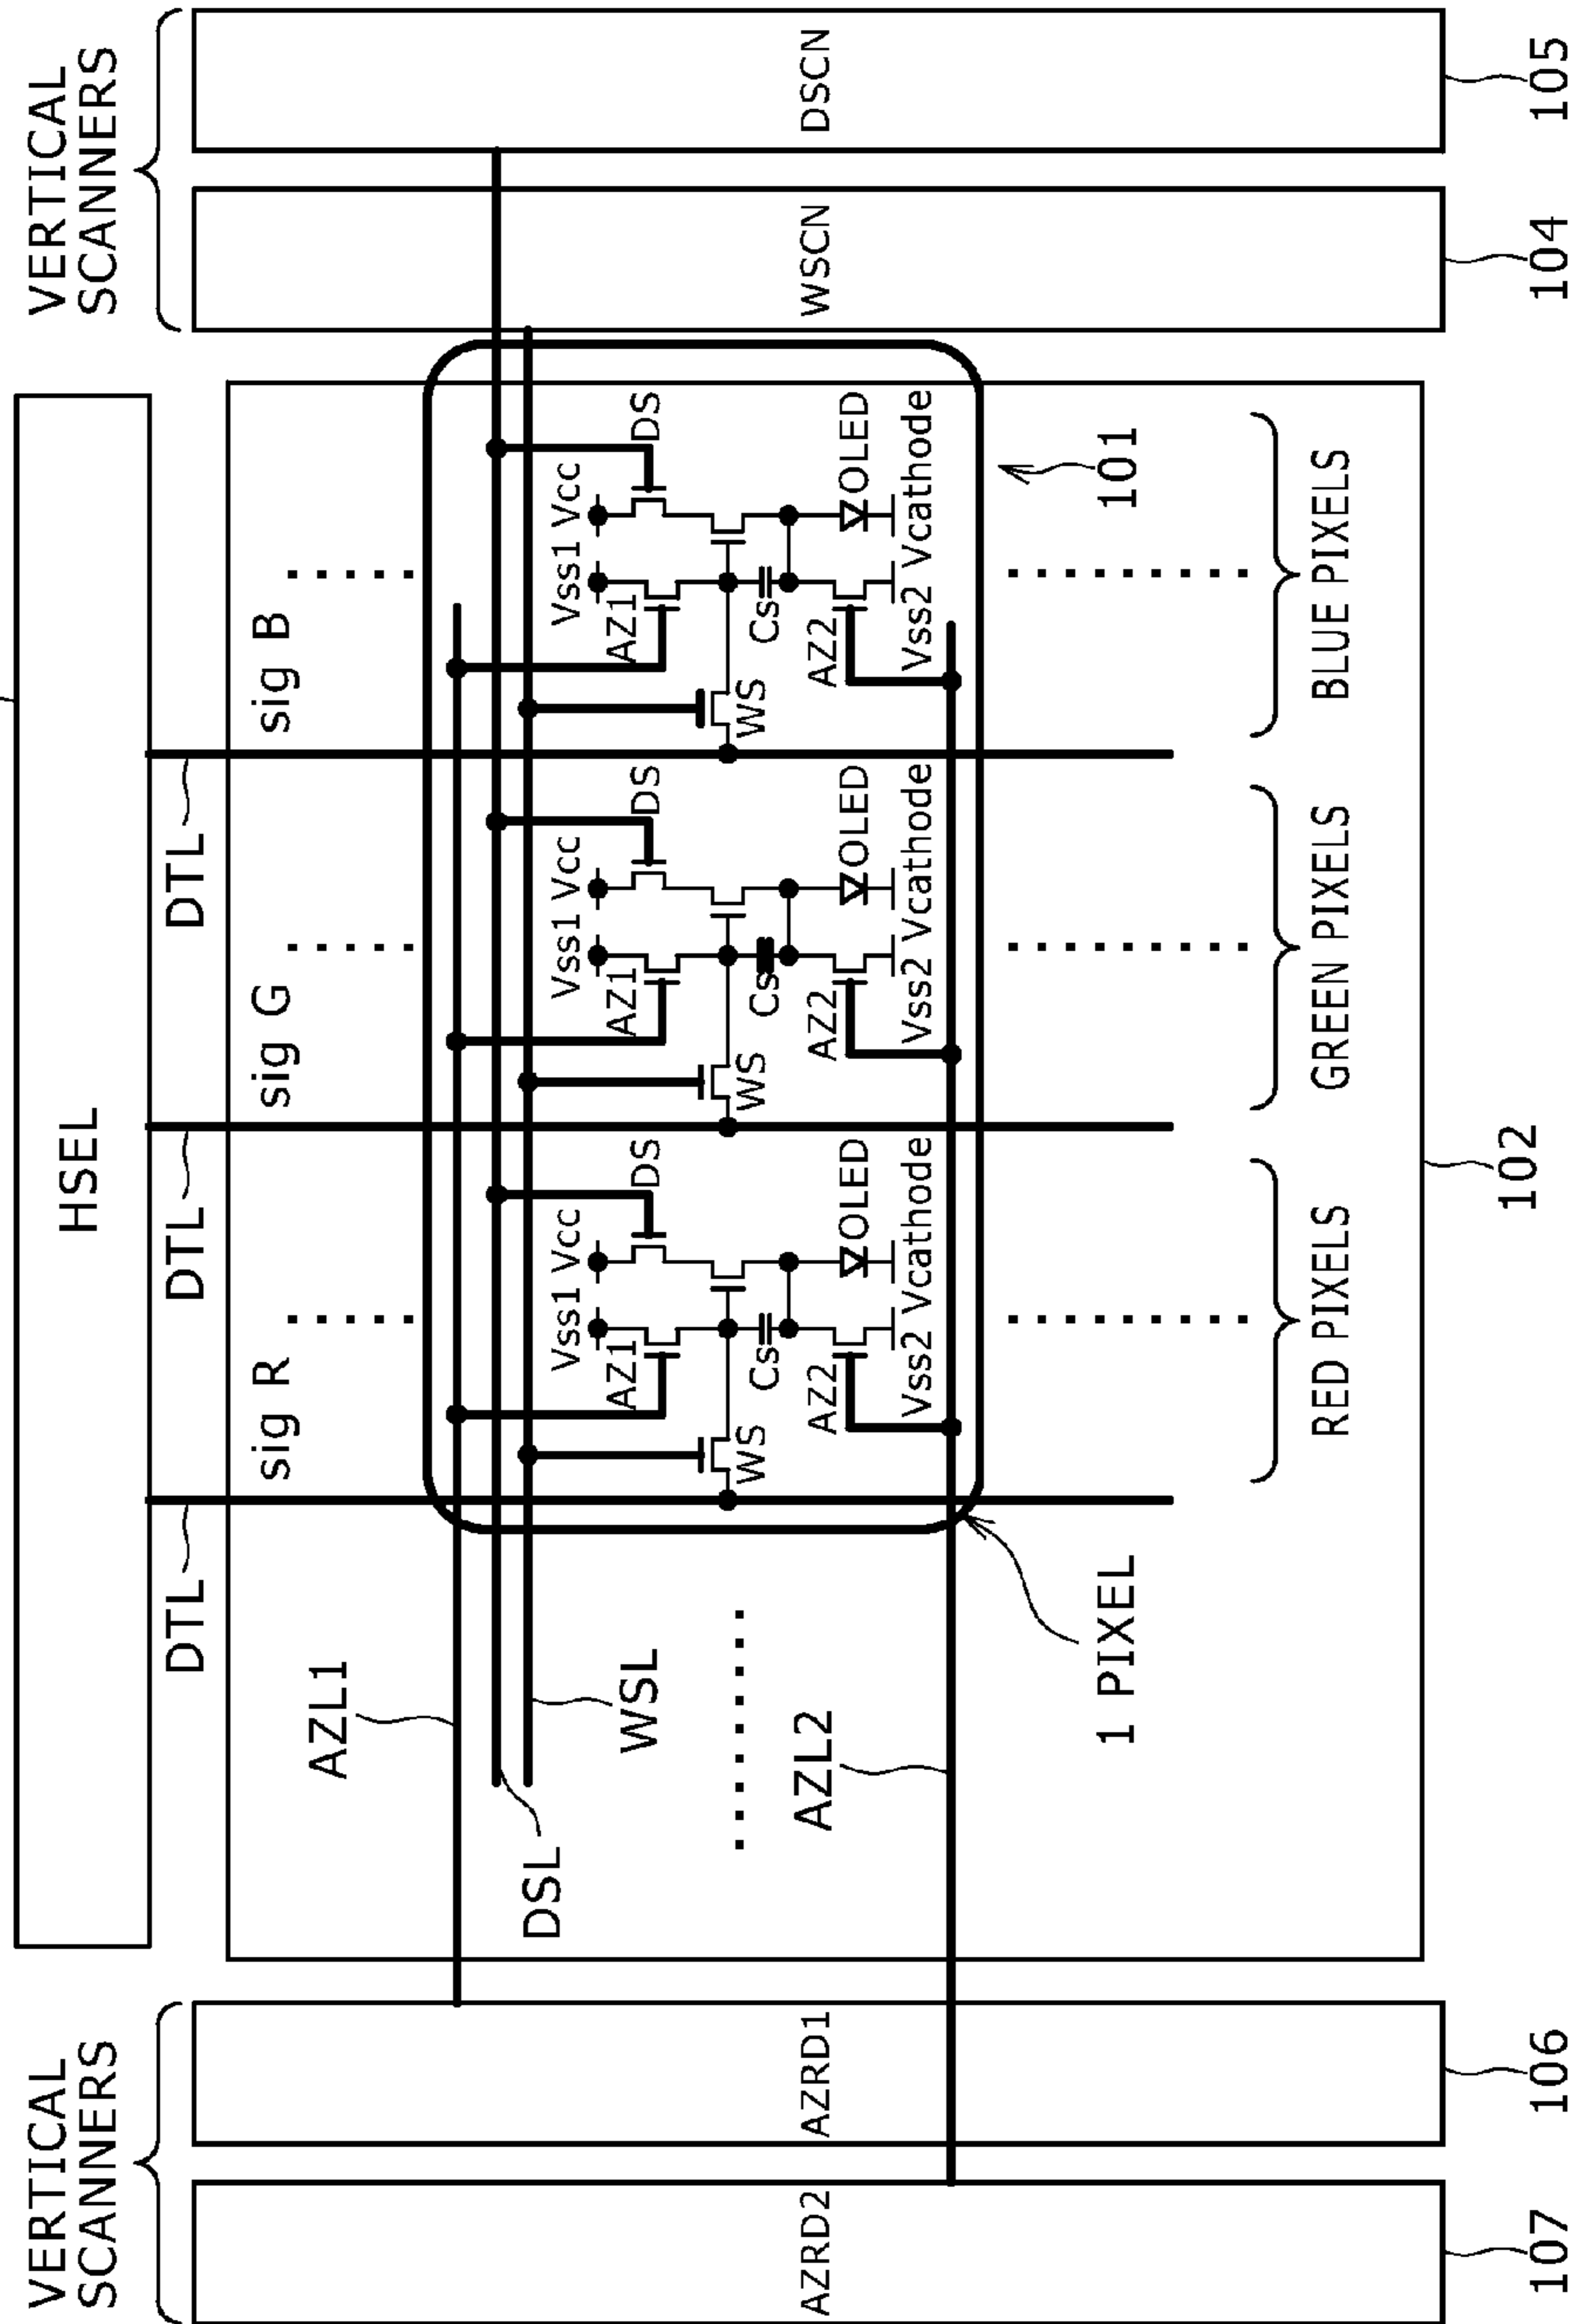 VERTICAL
SCANNERS
HSEL
VERTICAL
SCANNERS
DTL
DTL
DTL
sig R
sig G
sig B
AZL1
DSL
WSL
AZL2
1 PIXEL
Vss1 Vcc
AZ1
DS
WS
Cs
AZ2
OLED
Vss2 Vcathode
Vss1 Vcc
AZ1
DS
WS
Cs
AZ2
OLED
Vss2 Vcathode
Vss1 Vcc
AZ1
DS
WS
Cs
AZ2
OLED
Vss2 Vcathode
101
RED PIXELS
GREEN PIXELS
BLUE PIXELS
AZRD2
AZRD1
WSCN
DSCN
107
106
102
104
105